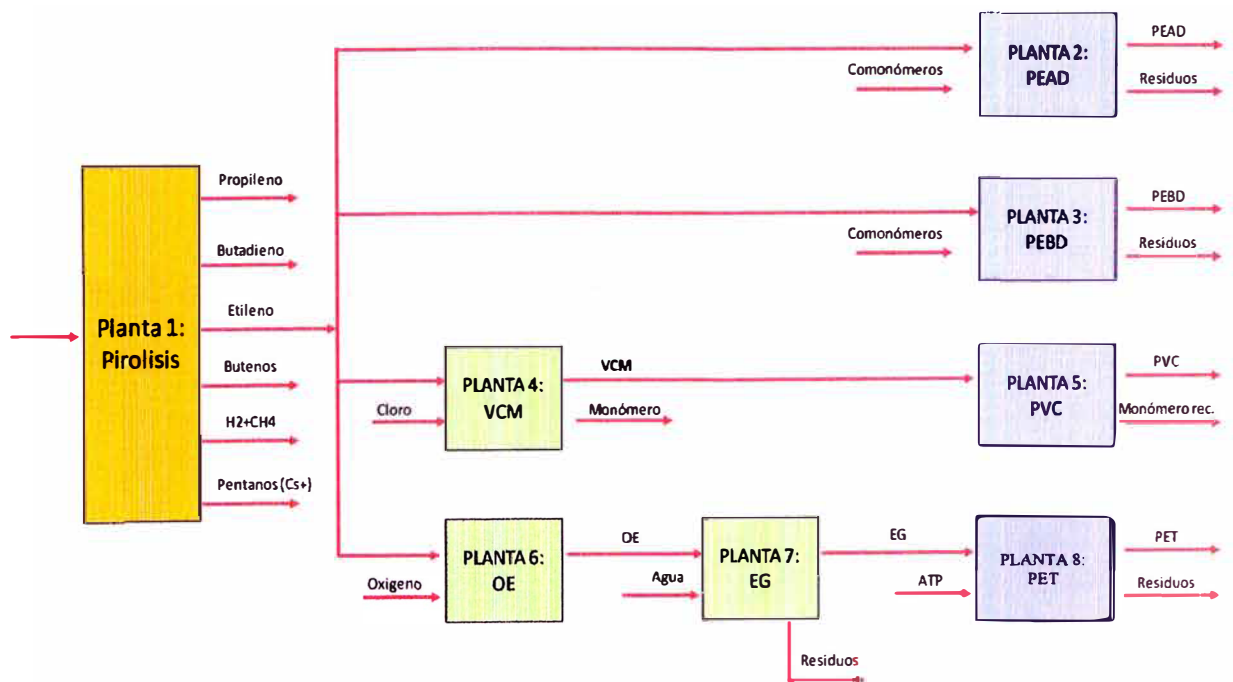 PLANTA 2:
PEAD
PEAD
Comonómeros
Residuos
Planta 1:
Pirolisis
Propileno
Butadieno
Etileno
Butenos
H2+CH4
Pentanos (Cs+)
PLANTA 3:
PEBD
PEBD
Comonómeros
Residuos
PLANTA 4:
VCM
VCM
Cloro
Monómero
PLANTA 5:
PVC
PVC
Monómero rec.
PLANTA 6:
OE
OE
Oxigeno
Agua
PLANTA 7:
EG
EG
ATP
PLANTA 8:
PET
PET
Residuos
Residuos